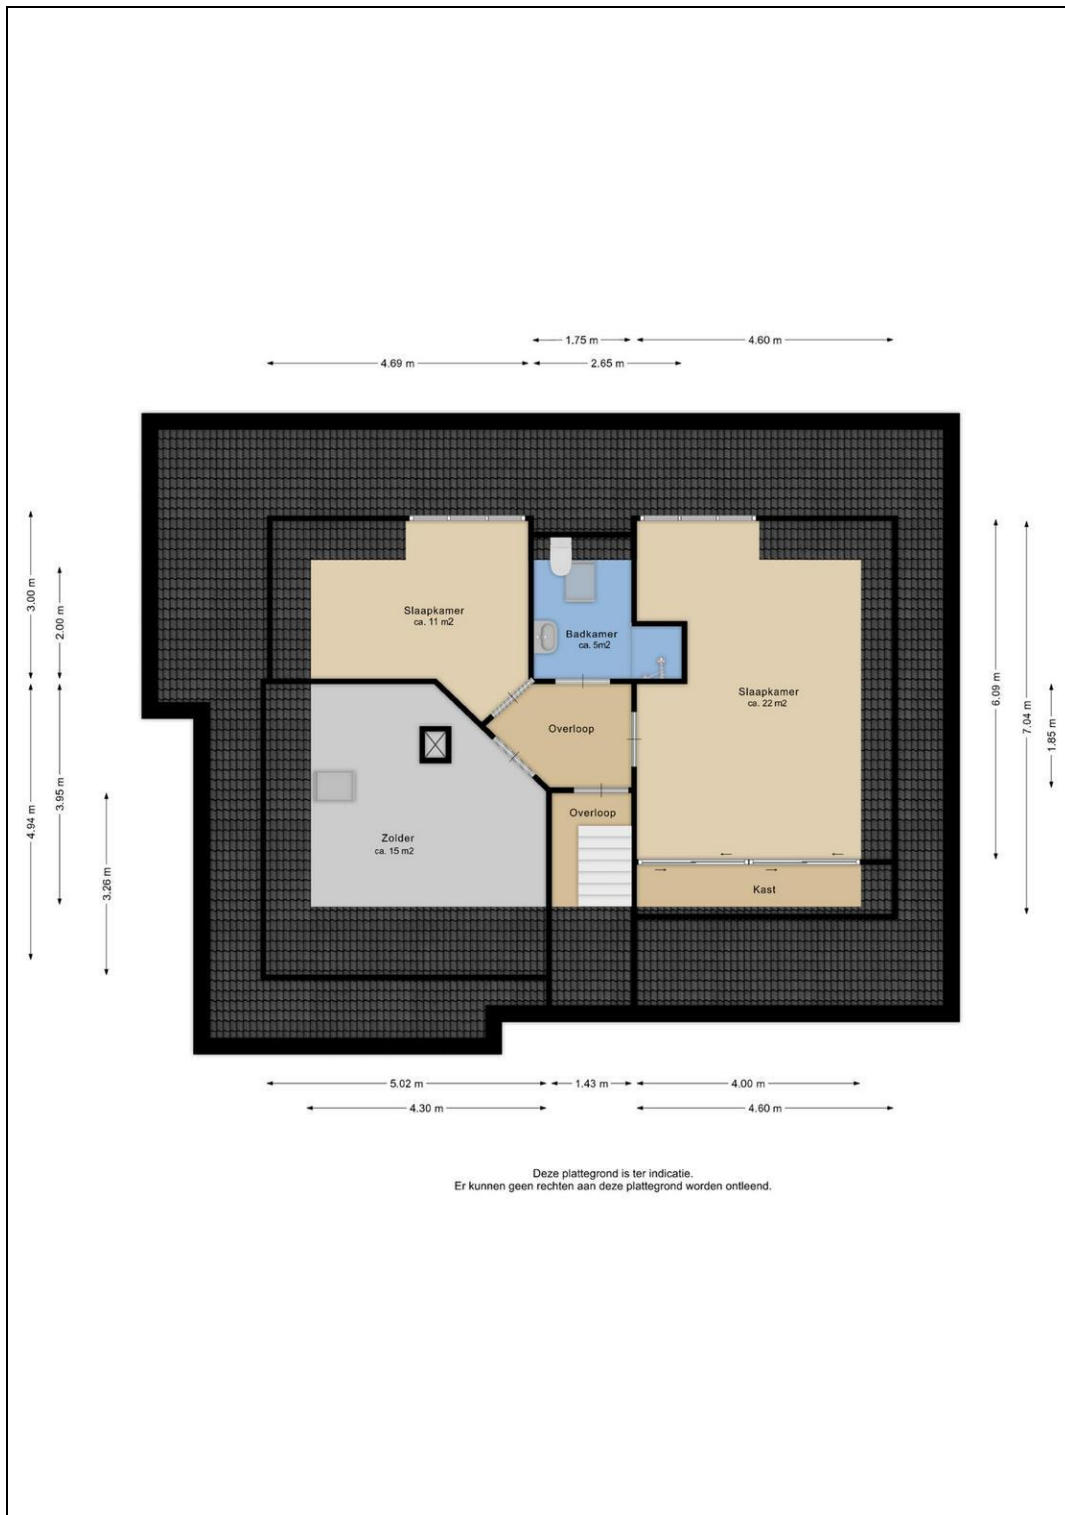 1.75 m
4.60 m
4.69 m
2.65 m
3.00 m
2.00 m
4.94 m
3.95 m
3.26 m
6.09 m
7.04 m
1.85 m
Slaapkamer
ca. 11 m2
Badkamer
ca. 5m2
Slaapkamer
ca. 22 m2
Overloop
Overloop
Zolder
ca. 15 m2
Kast
5.02 m
1.43 m
4.00 m
4.30 m
4.60 m
Deze plattegrond is ter indicatie.
Er kunnen geen rechten aan deze plattegrond worden ontleend.